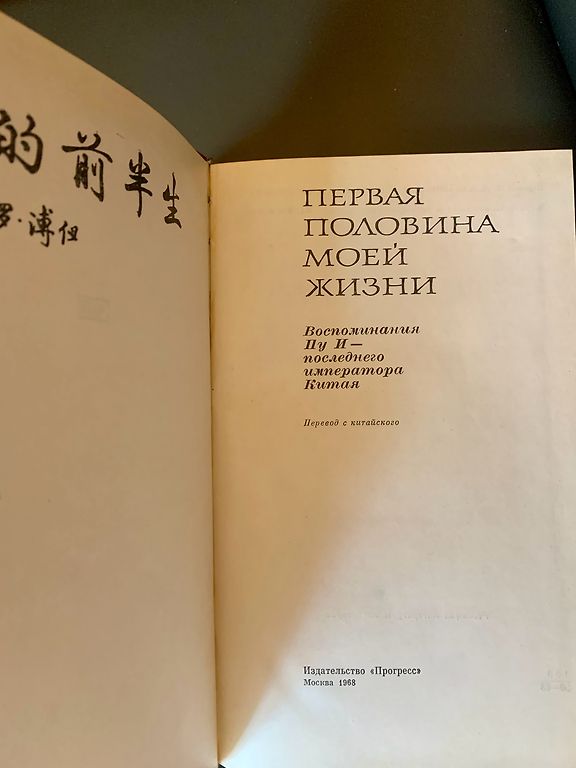 的前半生
罗·溥
ПЕРВАЯ
ПОЛОВИНА
МОЕЙ
ЖИЗНИ
Воспоминания
Пу И —
последнего
императора
Китая
Перевод с китайского
Издательство «Прогресс»
Москва 1968